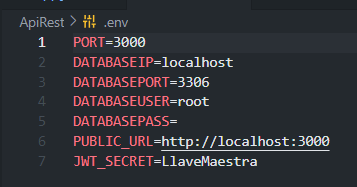 ApiRest > .env
1 PORT=3000
2 DATABASEIP=localhost
3 DATABASEPORT=3306
4 DATABASEUSER=root
5 DATABASEPASS=
6 PUBLIC_URL=http://localhost:3000
7 JWT_SECRET=LlaveMaestra